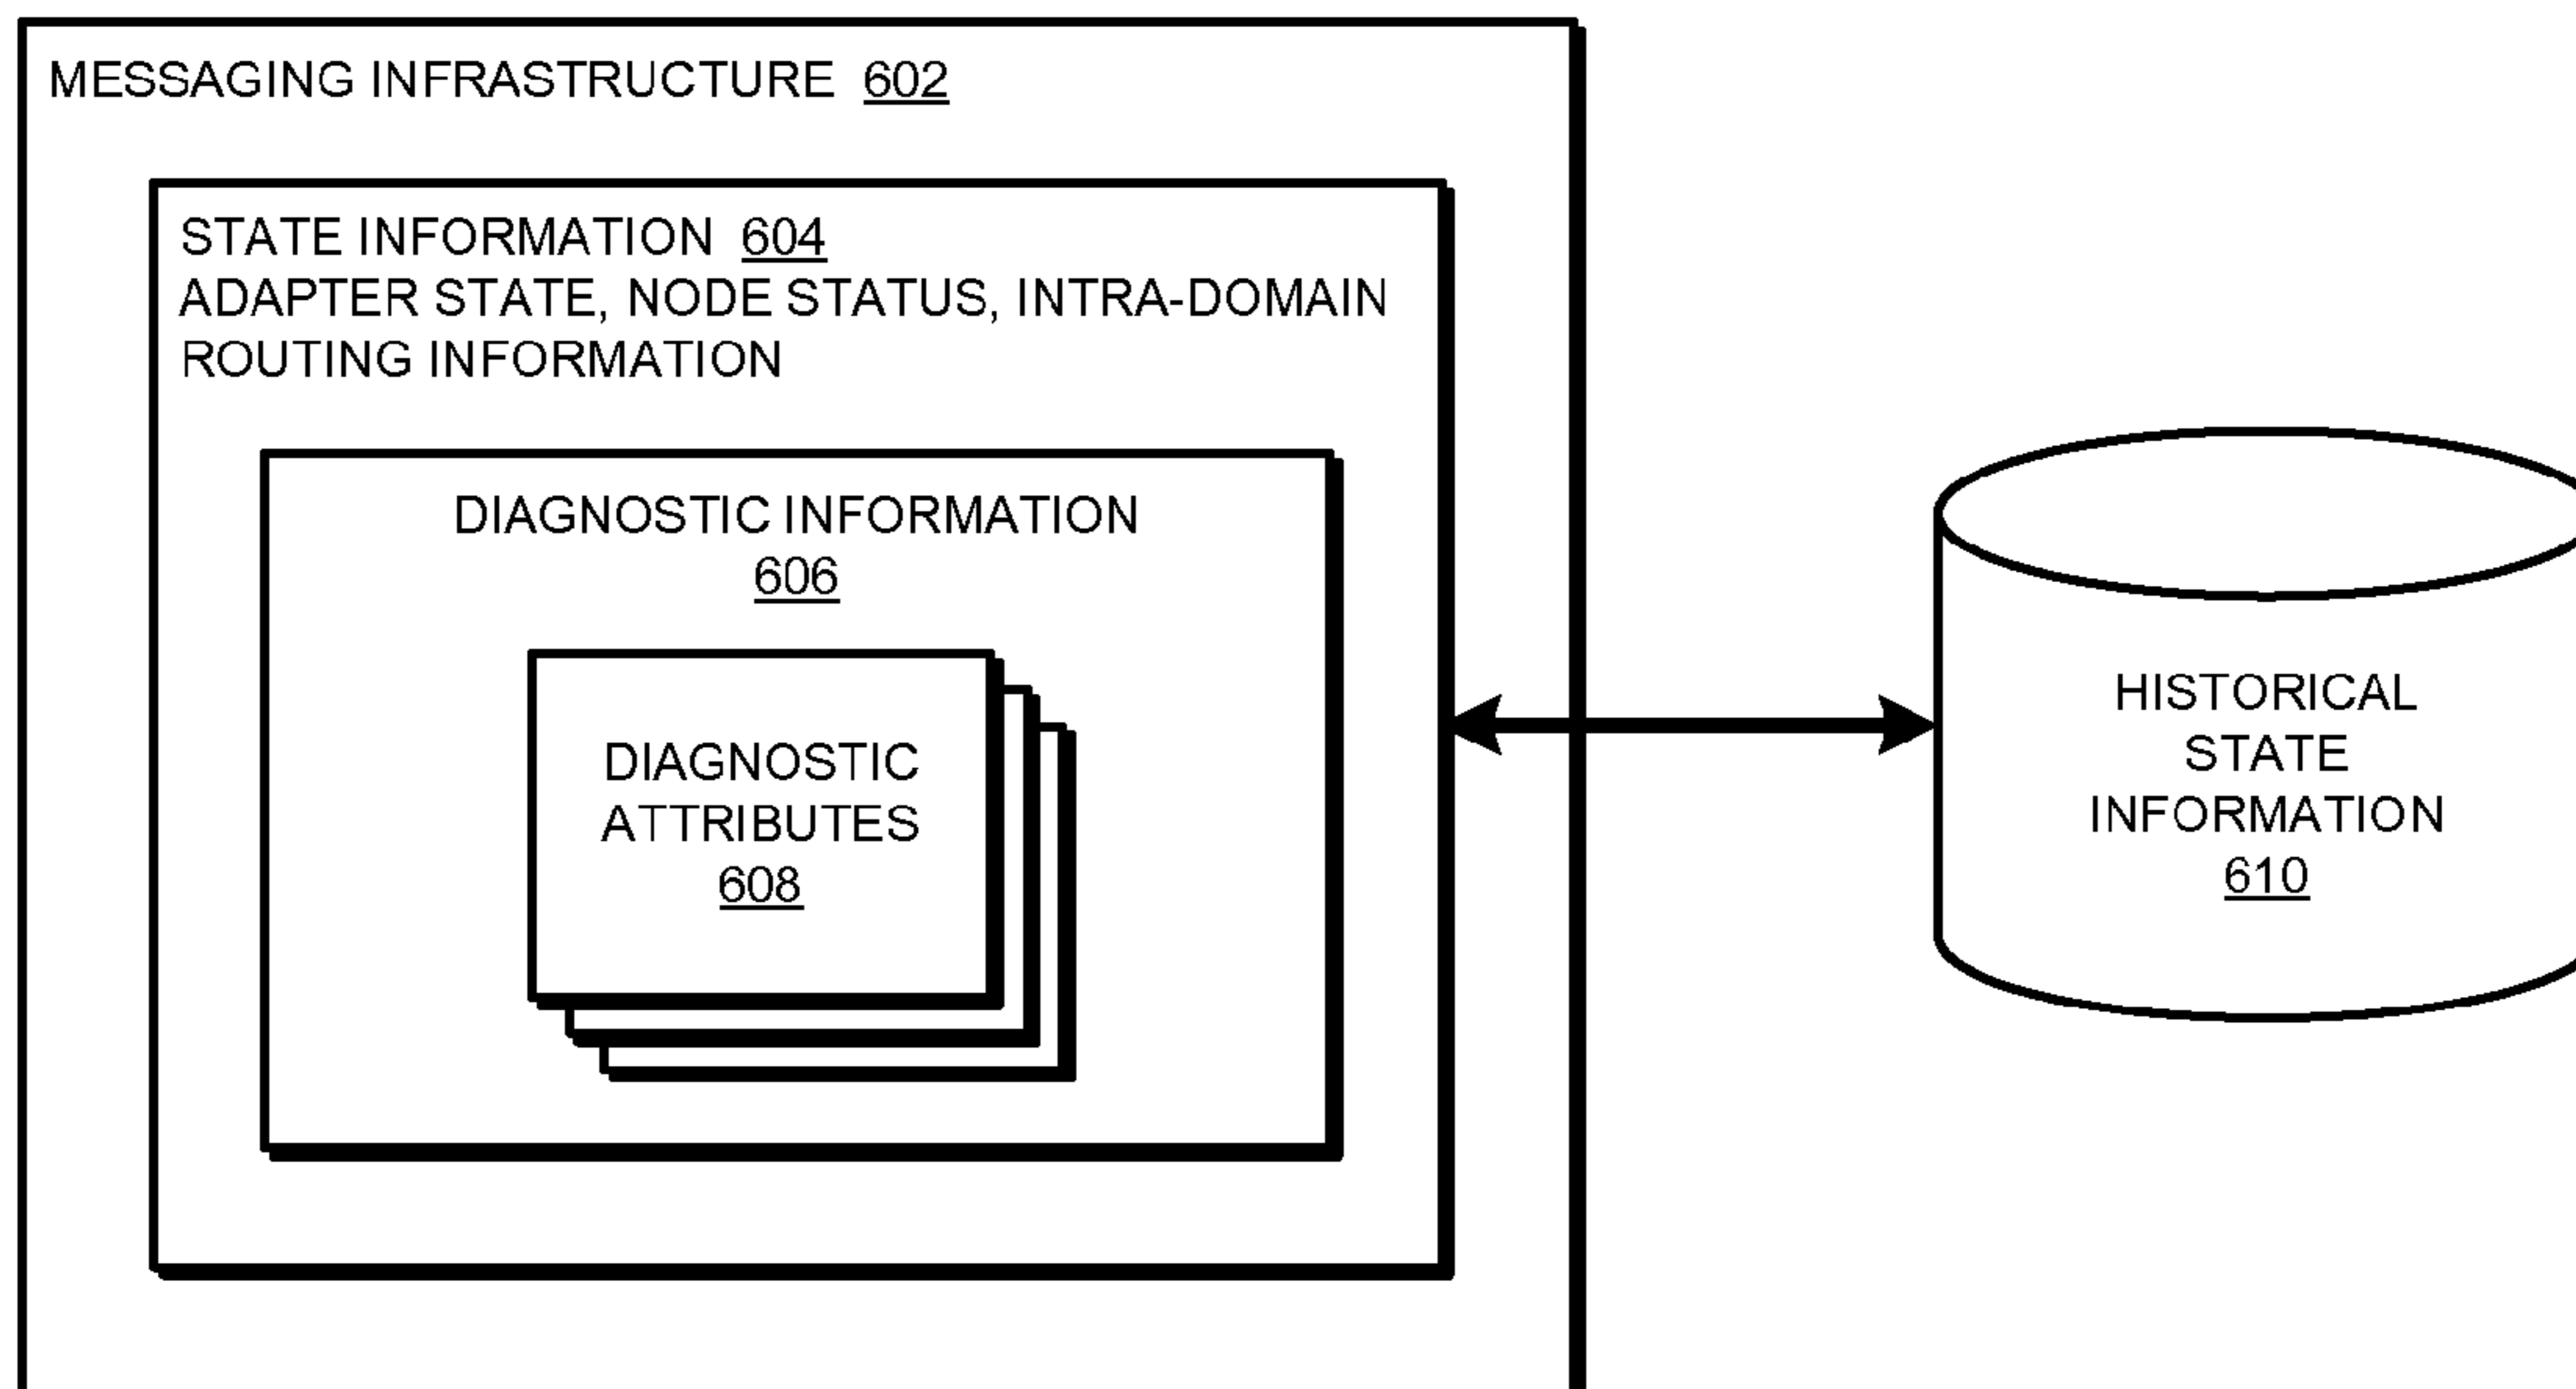 MESSAGING INFRASTRUCTURE 602
STATE INFORMATION 604
ADAPTER STATE, NODE STATUS, INTRA-DOMAIN
ROUTING INFORMATION
DIAGNOSTIC INFORMATION
606
DIAGNOSTIC
ATTRIBUTES
608
HISTORICAL
STATE
INFORMATION
610